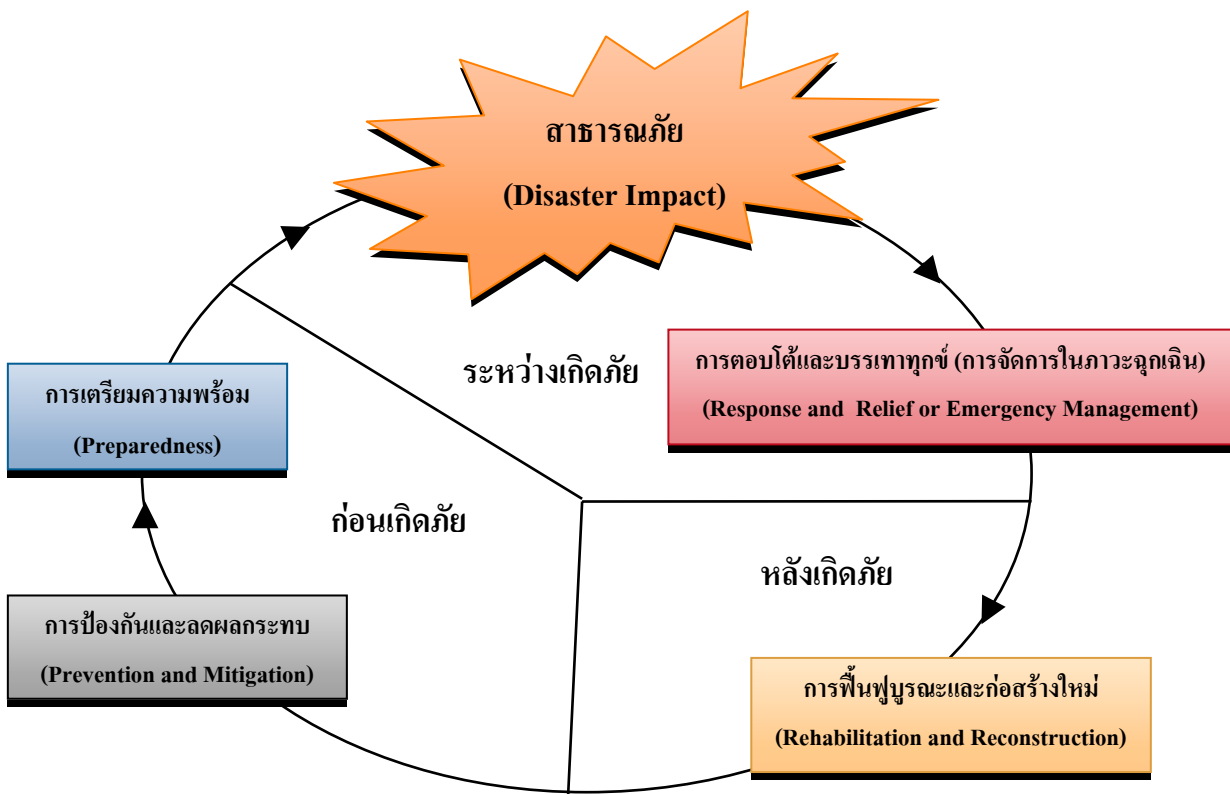 สาธารณภัย
(Disaster Impact)
ระหว่างเกิดภัย
การตอบโต้และบรรเทาทุกข์ (การจัดการในภาวะฉุกเฉิน)
(Response and Relief or Emergency Management)
การเตรียมความพร้อม
(Preparedness)
ก่อนเกิดภัย
หลังเกิดภัย
การป้องกันและลดผลกระทบ
(Prevention and Mitigation)
การฟื้นฟูบูรณะและก่อสร้างใหม่
(Rehabilitation and Reconstruction)